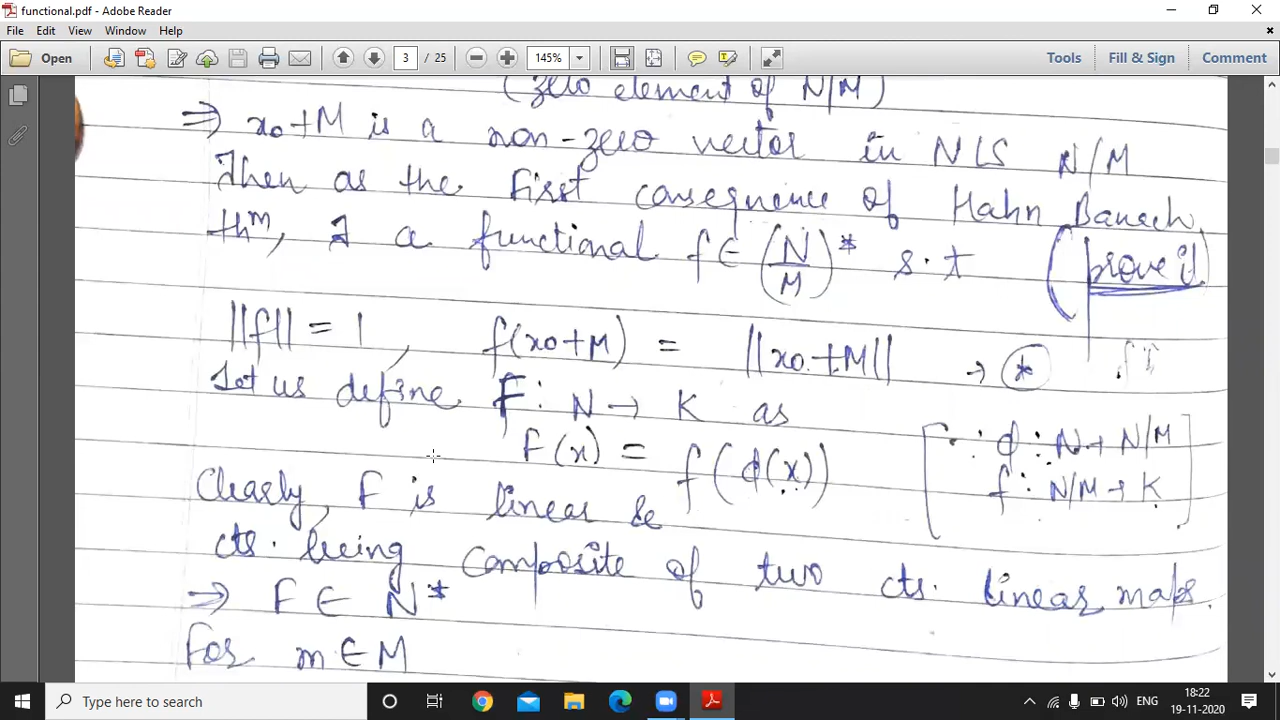 functional.pdf - Adobe Reader
File Edit View Window Help
Open 3 / 25 145% Tools Fill & Sign Comment
(zero element of N/M)
⇒ x₀+M is a non-zero vector in NLS N/M
Then as the first consequence of Hahn Banach
thᵐ, ∃ a functional f ∈ (N/M)* s.t (prove it)
||f|| = 1, f(x₀+M) = ||x₀+M|| → *
Let us define F : N → K as
F(x) = f(ϕ(x)) [∵ ϕ : N → N/M
f : N/M → K]
Clearly, F is linear &
cts. being composite of two cts. linear maps.
⇒ F ∈ N*
For m ∈ M
Type here to search
ENG
18:22
19-11-2020